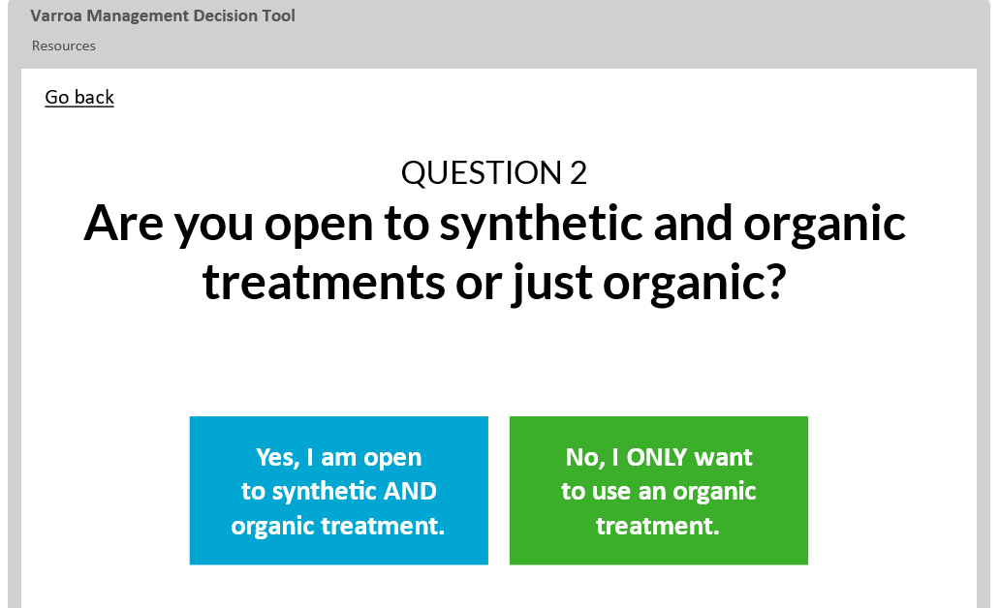 Varroa Management Decision Tool
Resources
Go back
QUESTION 2
Are you open to synthetic and organic
treatments or just organic?
Yes, I am open
to synthetic AND
organic treatment.
No, I ONLY want
to use an organic
treatment.